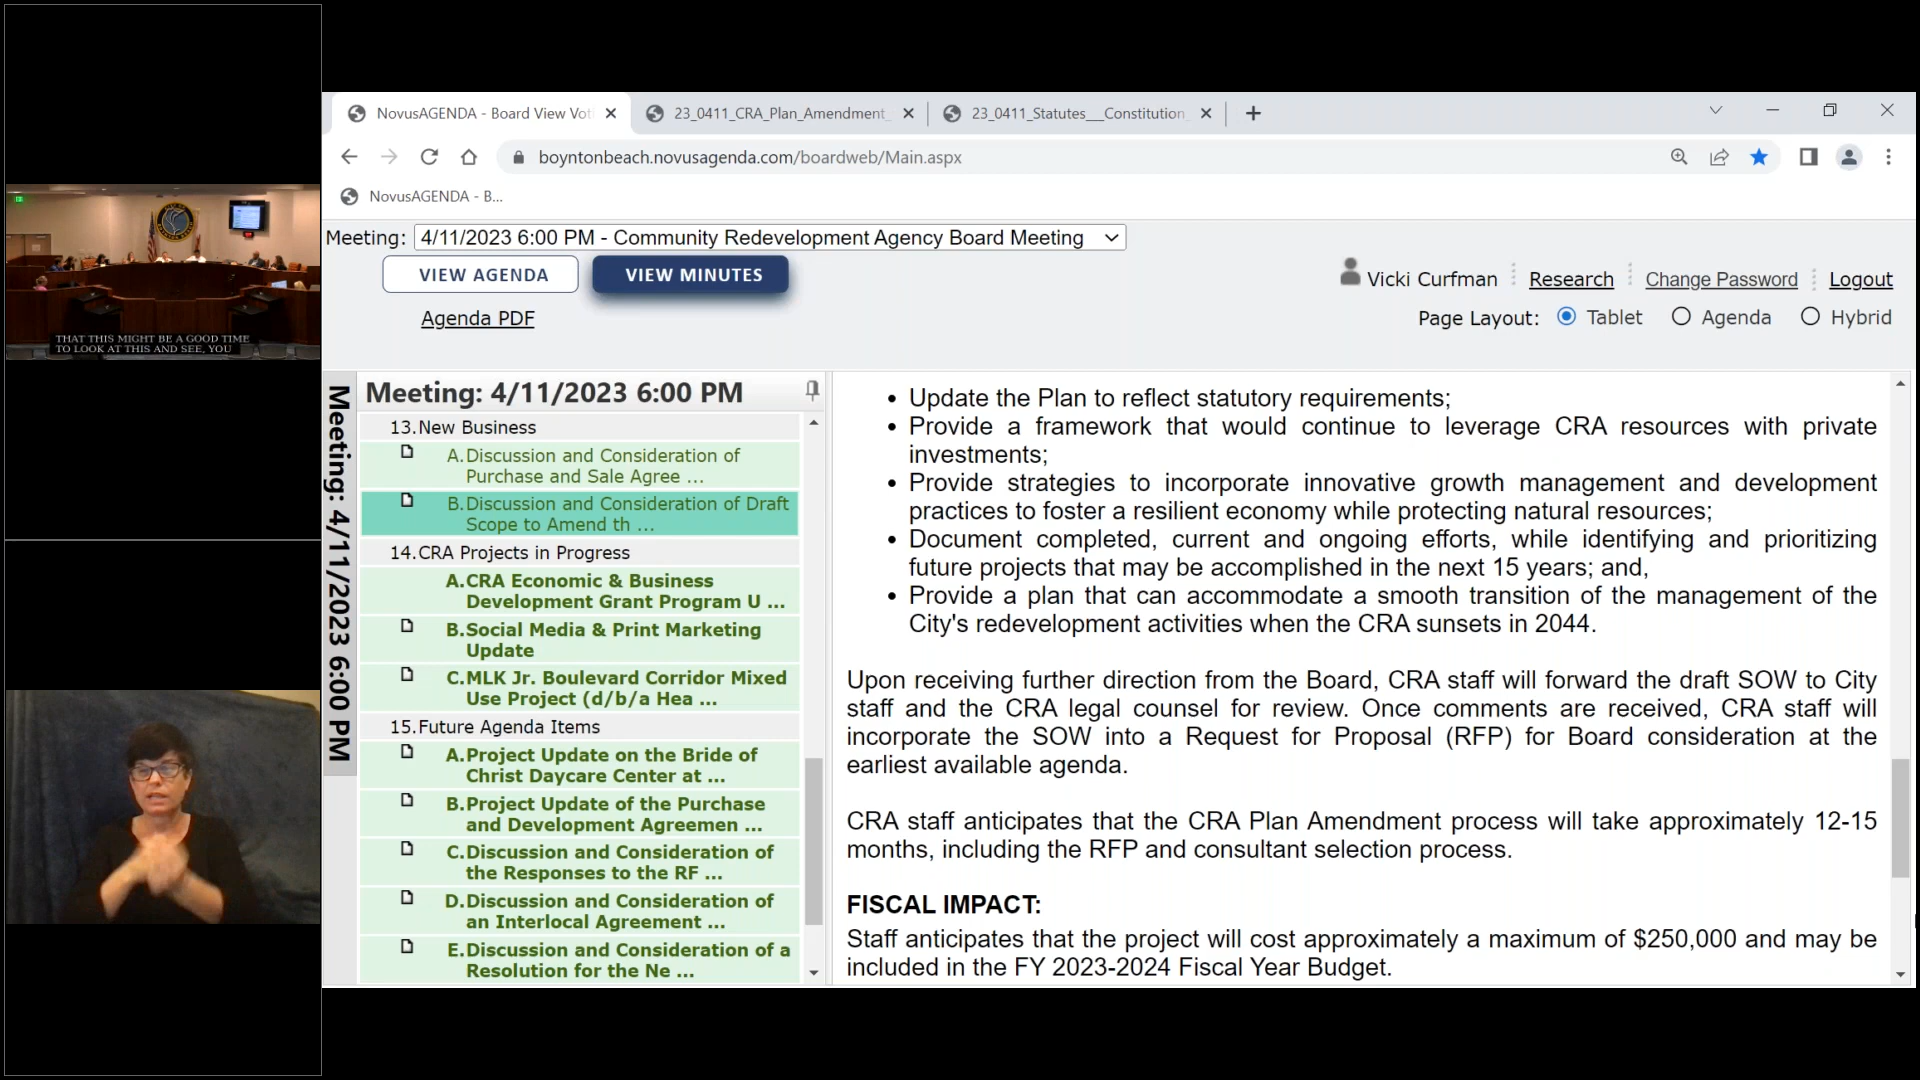 NovusAGENDA - Board View Voti
23_0411_CRA_Plan_Amendment_
23_0411_Statutes___Constitution_
boyntonbeach.novusagenda.com/boardweb/Main.aspx
NovusAGENDA - B...
Meeting: 4/11/2023 6:00 PM - Community Redevelopment Agency Board Meeting
VIEW AGENDA VIEW MINUTES
Agenda PDF
Vicki Curfman Research Change Password Logout
Page Layout: Tablet Agenda Hybrid
THAT THIS MIGHT BE A GOOD TIME
TO LOOK AT THIS AND SEE, YOU
Meeting: 4/11/2023 6:00 PM
Meeting: 4/11/2023 6:00 PM
13.New Business
A.Discussion and Consideration of
Purchase and Sale Agree ...
B.Discussion and Consideration of Draft
Scope to Amend th ...
14.CRA Projects in Progress
A.CRA Economic & Business
Development Grant Program U ...
B.Social Media & Print Marketing
Update
C.MLK Jr. Boulevard Corridor Mixed
Use Project (d/b/a Hea ...
15.Future Agenda Items
A.Project Update on the Bride of
Christ Daycare Center at ...
B.Project Update of the Purchase
and Development Agreemen ...
C.Discussion and Consideration of
the Responses to the RF ...
D.Discussion and Consideration of
an Interlocal Agreement ...
E.Discussion and Consideration of a
Resolution for the Ne ...
• Update the Plan to reflect statutory requirements;
• Provide a framework that would continue to leverage CRA resources with private
investments;
• Provide strategies to incorporate innovative growth management and development
practices to foster a resilient economy while protecting natural resources;
• Document completed, current and ongoing efforts, while identifying and prioritizing
future projects that may be accomplished in the next 15 years; and,
• Provide a plan that can accommodate a smooth transition of the management of the
City's redevelopment activities when the CRA sunsets in 2044.
Upon receiving further direction from the Board, CRA staff will forward the draft SOW to City
staff and the CRA legal counsel for review. Once comments are received, CRA staff will
incorporate the SOW into a Request for Proposal (RFP) for Board consideration at the
earliest available agenda.
CRA staff anticipates that the CRA Plan Amendment process will take approximately 12-15
months, including the RFP and consultant selection process.
FISCAL IMPACT:
Staff anticipates that the project will cost approximately a maximum of $250,000 and may be
included in the FY 2023-2024 Fiscal Year Budget.